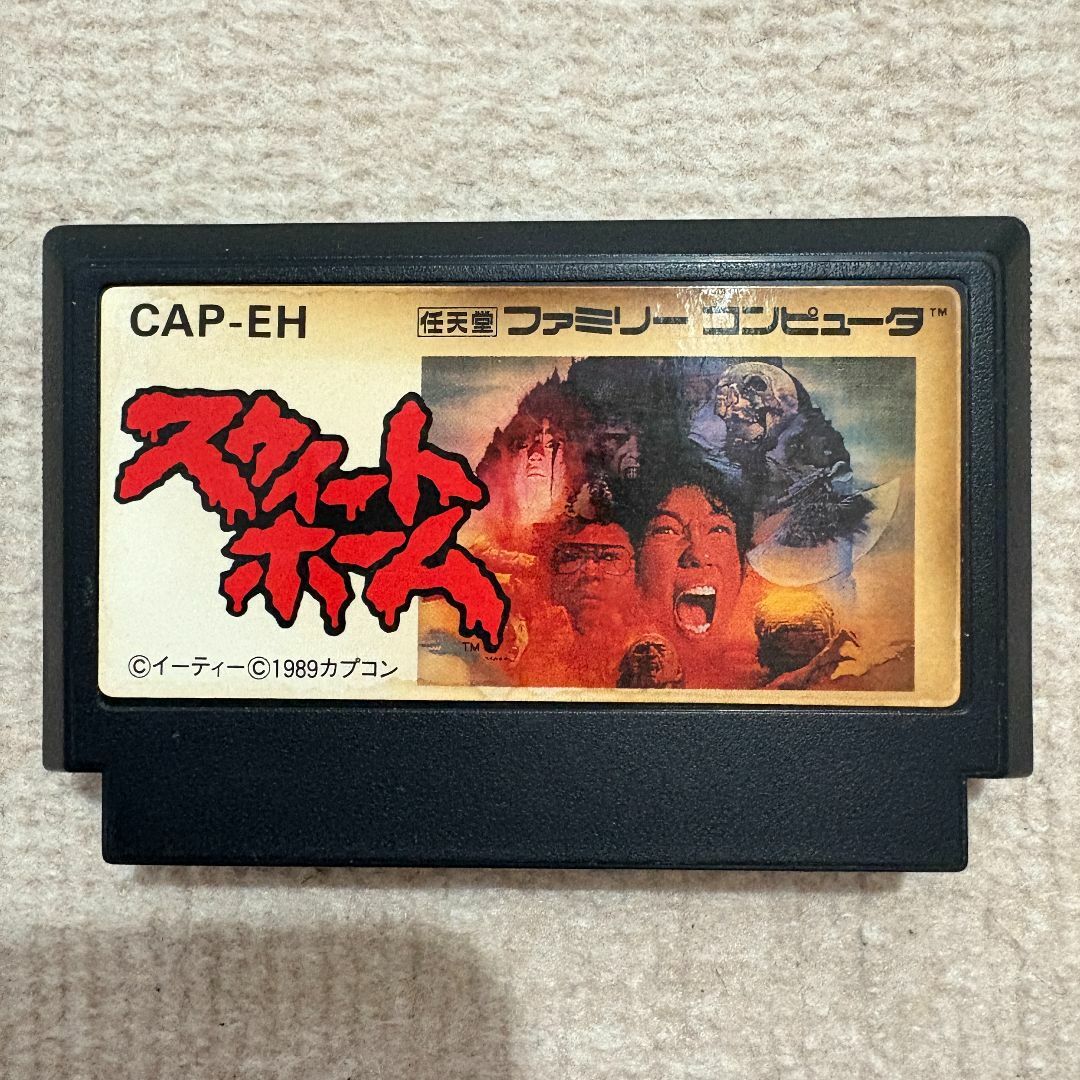 CAP-EH
任天堂 ファミリーコンピュータ™
スウィート
ホーム™
©イーティー©1989カプコン